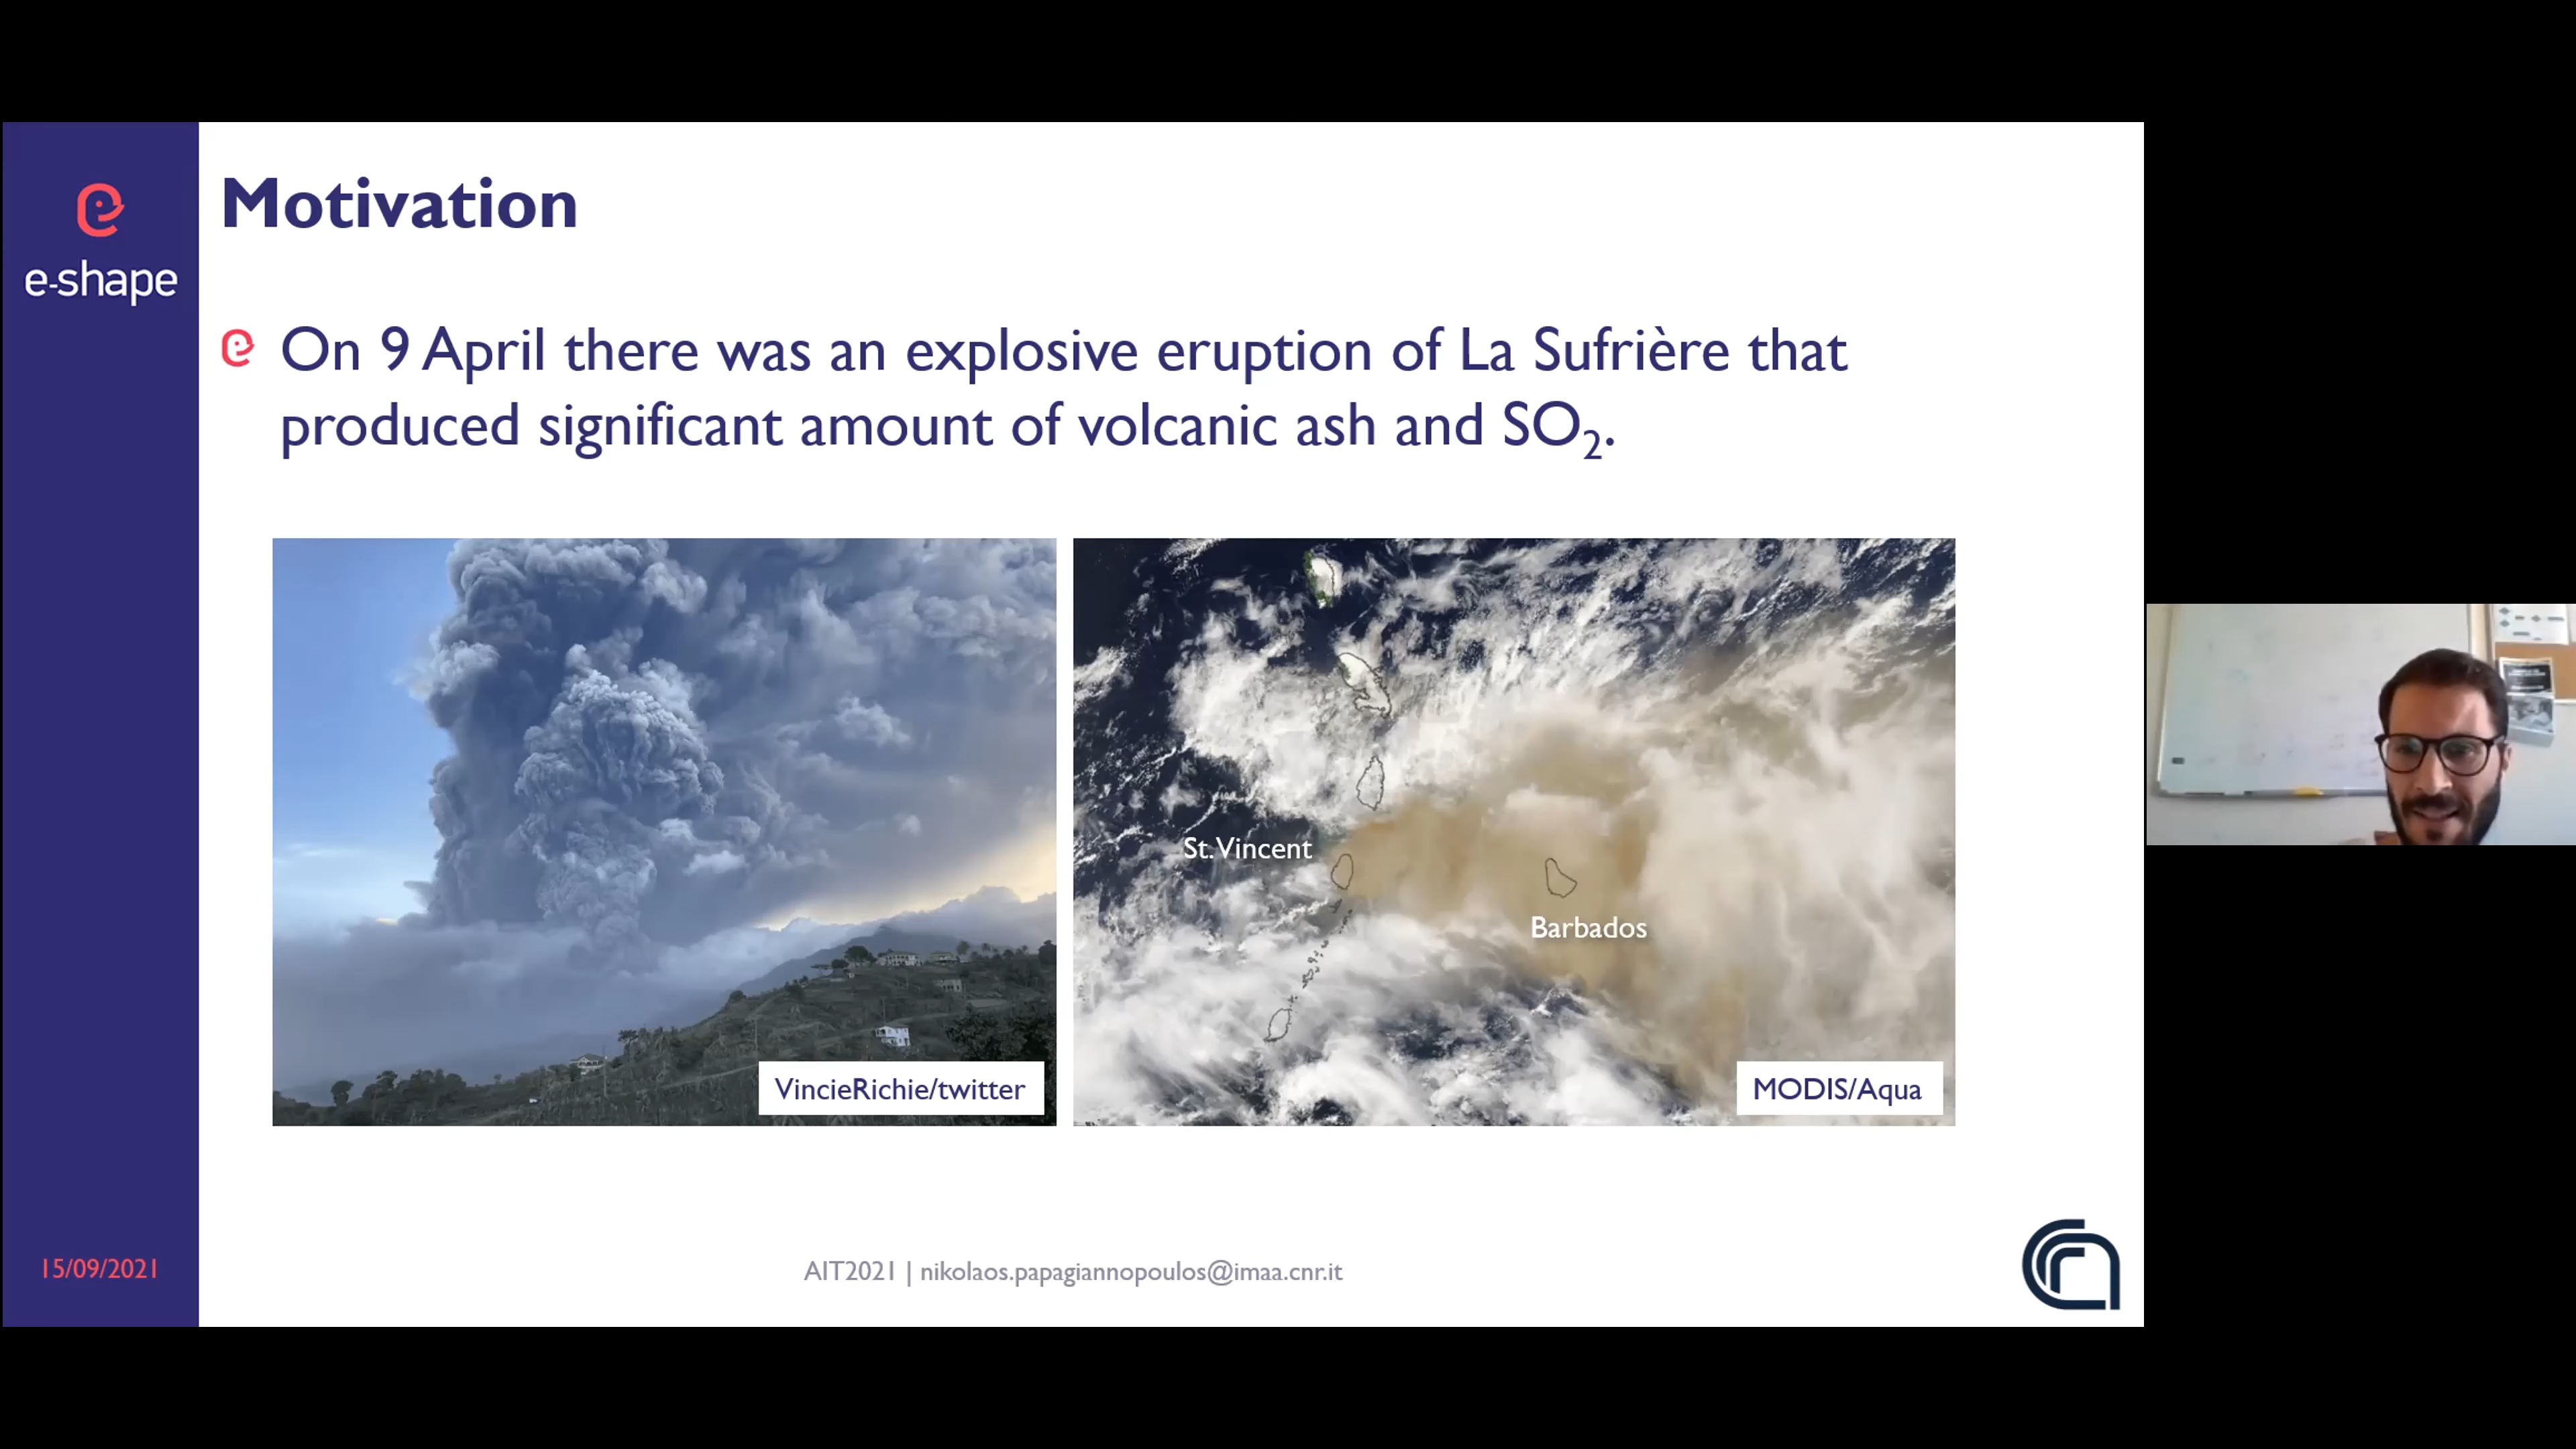 e-shape
Motivation
On 9 April there was an explosive eruption of La Sufrière that
produced significant amount of volcanic ash and SO₂.
St. Vincent
Barbados
VincieRichie/twitter
MODIS/Aqua
15/09/2021
AIT2021 | nikolaos.papagiannopoulos@imaa.cnr.it